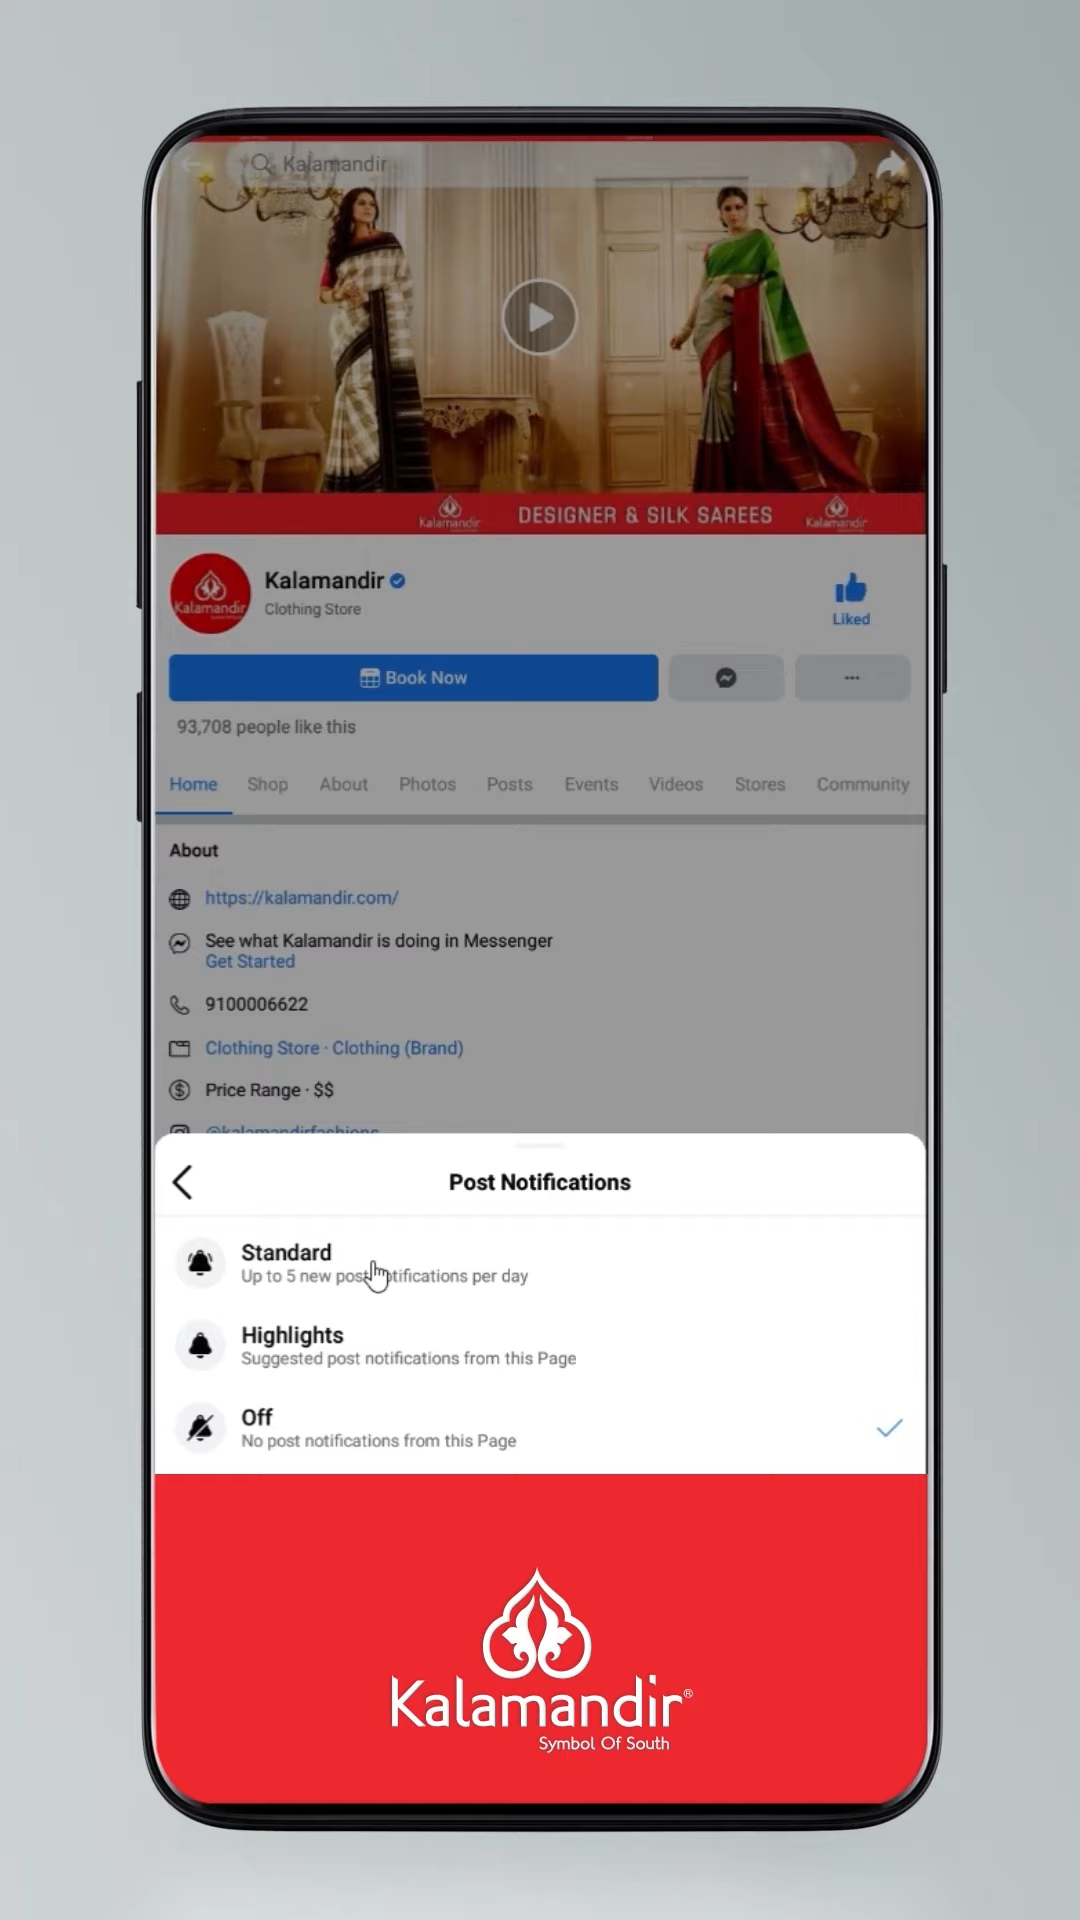 Kalamandir
Kalamandir
DESIGNER & SILK SAREES
Kalamandir
Kalamandir
Kalamandir
Clothing Store
Liked
Book Now
93,708 people like this
Home Shop About Photos Posts Events Videos Stores Community
About
https://kalamandir.com/
See what Kalamandir is doing in Messenger
Get Started
9100006622
Clothing Store · Clothing (Brand)
Price Range · $$
@kalamandirfashions
Post Notifications
Standard
Up to 5 new post notifications per day
Highlights
Suggested post notifications from this Page
Off
No post notifications from this Page
Kalamandir®
Symbol Of South